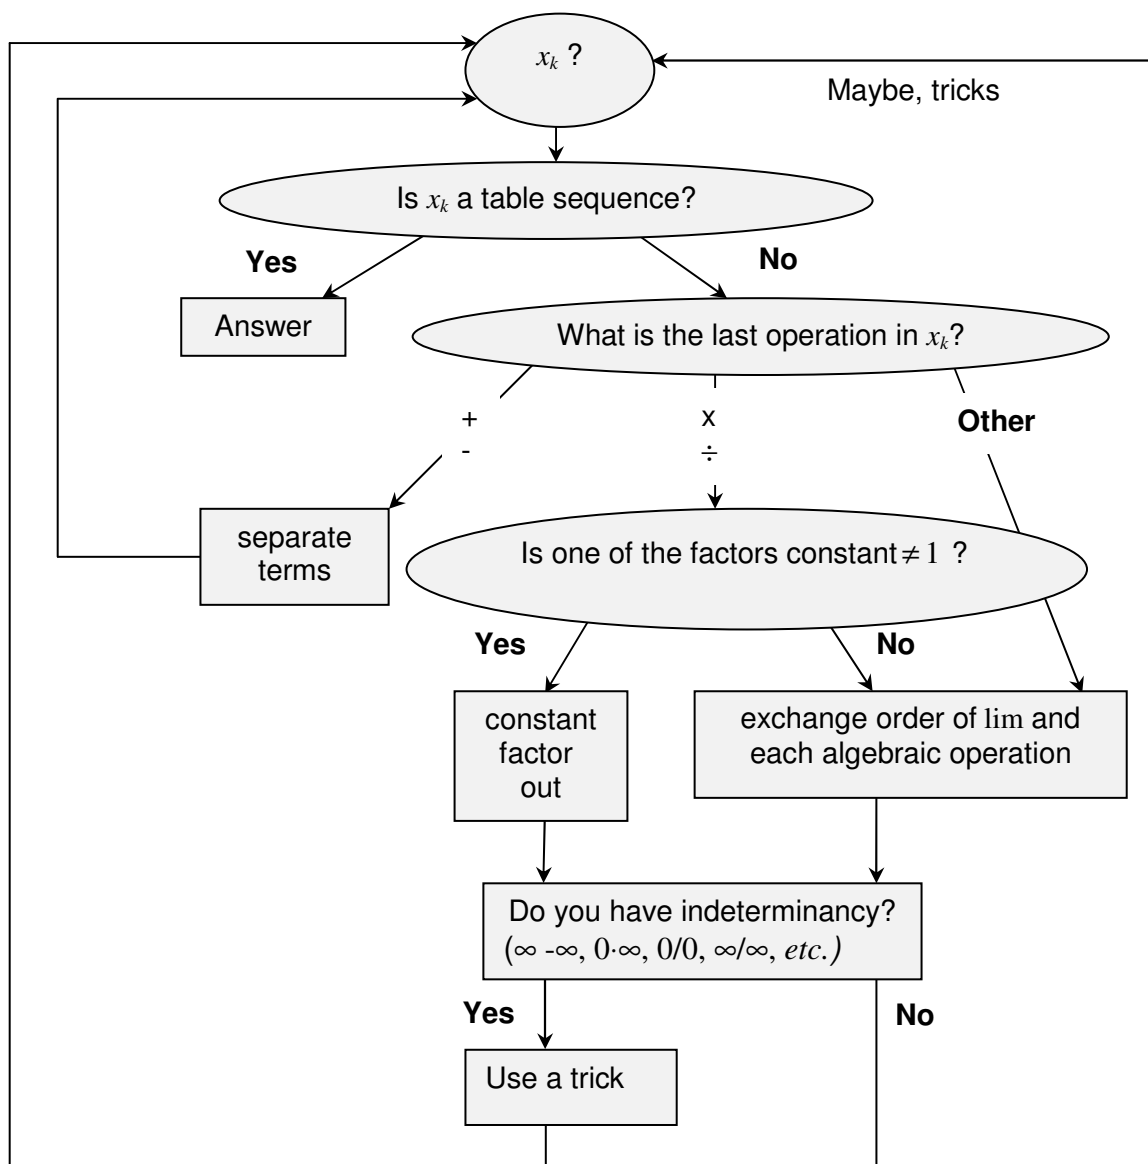 x_k ?
Maybe, tricks
Is x_k a table sequence?
Yes
No
Answer
What is the last operation in x_k?
+
-
x
÷
Other
separate
terms
Is one of the factors constant ≠ 1 ?
Yes
No
constant
factor
out
exchange order of lim and
each algebraic operation
Do you have indeterminancy?
(∞ -∞, 0·∞, 0/0, ∞/∞, etc.)
Yes
No
Use a trick